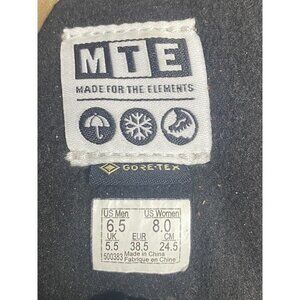 MTE
MADE FOR THE ELEMENTS
GORE-TEX
US Men US Women
6.5 8.0
UK EUR CM
5.5 38.5 24.5
500383 Made in China
Fabriqué en Chine